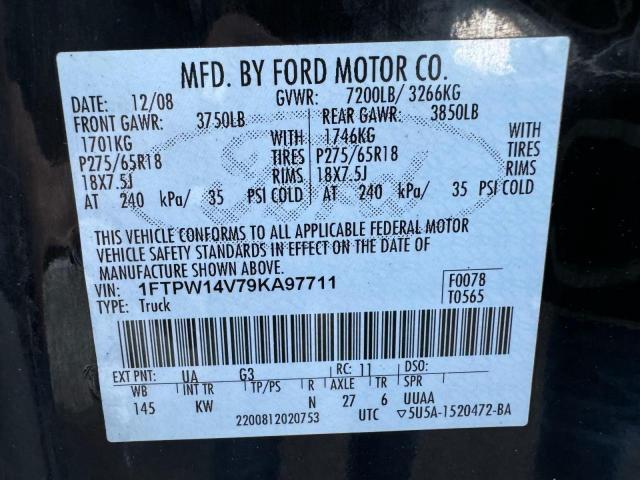 MFD. BY FORD MOTOR CO.
DATE: 12/08 GVWR: 7200LB/ 3266KG
FRONT GAWR: 3750LB REAR GAWR: 3850LB
1701KG WITH 1746KG WITH
P275/65R18 TIRES P275/65R18 TIRES
18X7.5J RIMS 18X7.5J RIMS
AT 240 kPa/ 35 PSI COLD AT 240 kPa/ 35 PSI COLD
THIS VEHICLE CONFORMS TO ALL APPLICABLE FEDERAL MOTOR
VEHICLE SAFETY STANDARDS IN EFFECT ON THE DATE OF
MANUFACTURE SHOWN ABOVE.
VIN: 1FTPW14V79KA97711 F0078
TYPE: Truck T0565
EXT PNT: UA G3 RC: 11 DSO:
WB INT TR TP/PS R AXLE TR SPR
145 KW N 27 6 UUAA
2200812020753 UTC ▽5U5A-1520472-BA